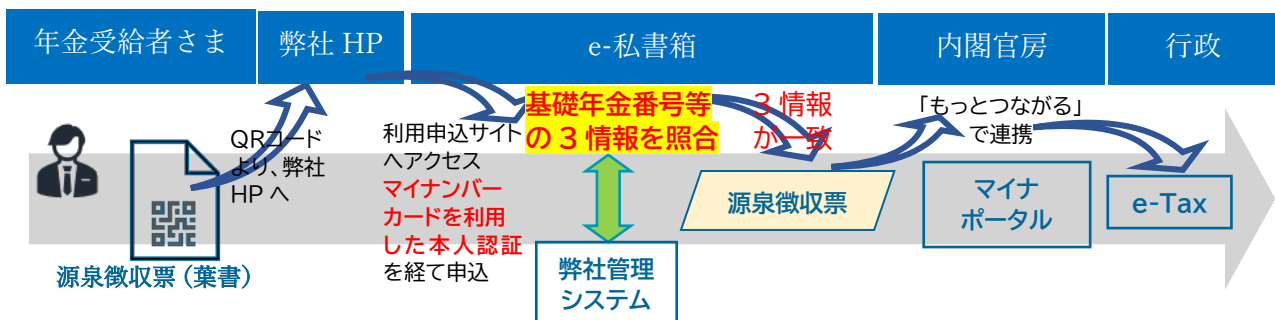 年金受給者さま
弊社 HP
e-私書箱
内閣官房
行政
QRコード
より、弊社
HP へ
源泉徴収票（葉書）
利用申込サイト
へアクセス
マイナンバー
カードを利用
した本人認証
を経て申込
基礎年金番号等
の 3 情報を照合
弊社管理
システム
3 情報
が一致
源泉徴収票
「もっとつながる」
で連携
マイナ
ポータル
e-Tax